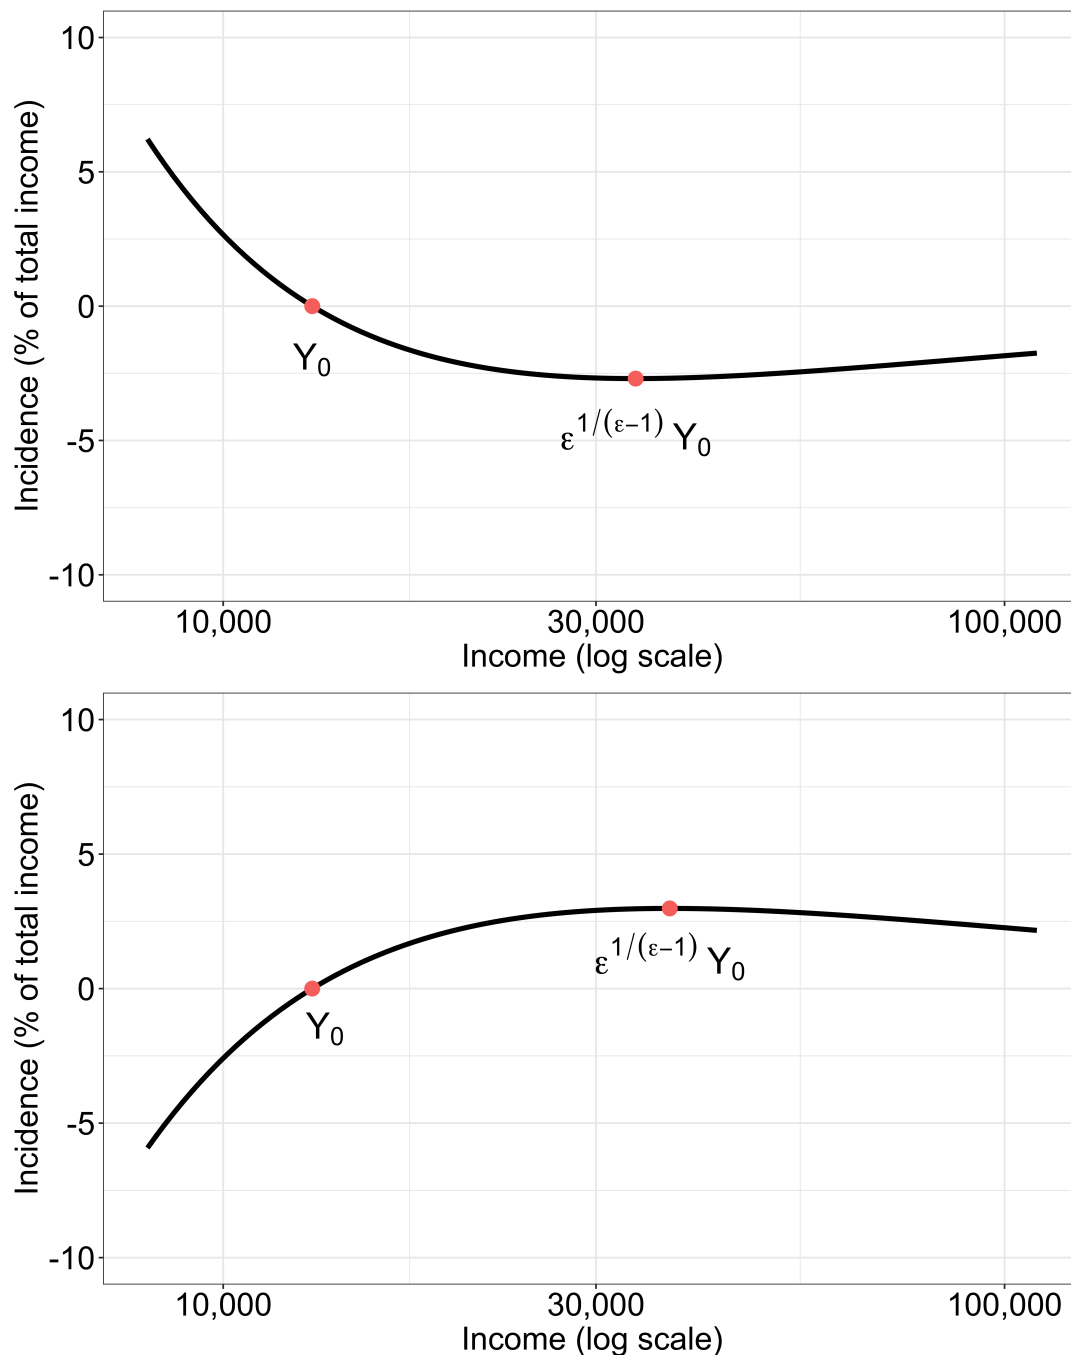 Incidence (% of total income)
10
5
0
-5
-10
Y₀
ε^1/(ε−1) Y₀
10,000
30,000
100,000
Income (log scale)
Incidence (% of total income)
10
5
0
-5
-10
ε^1/(ε−1) Y₀
Y₀
10,000
30,000
100,000
Income (log scale)